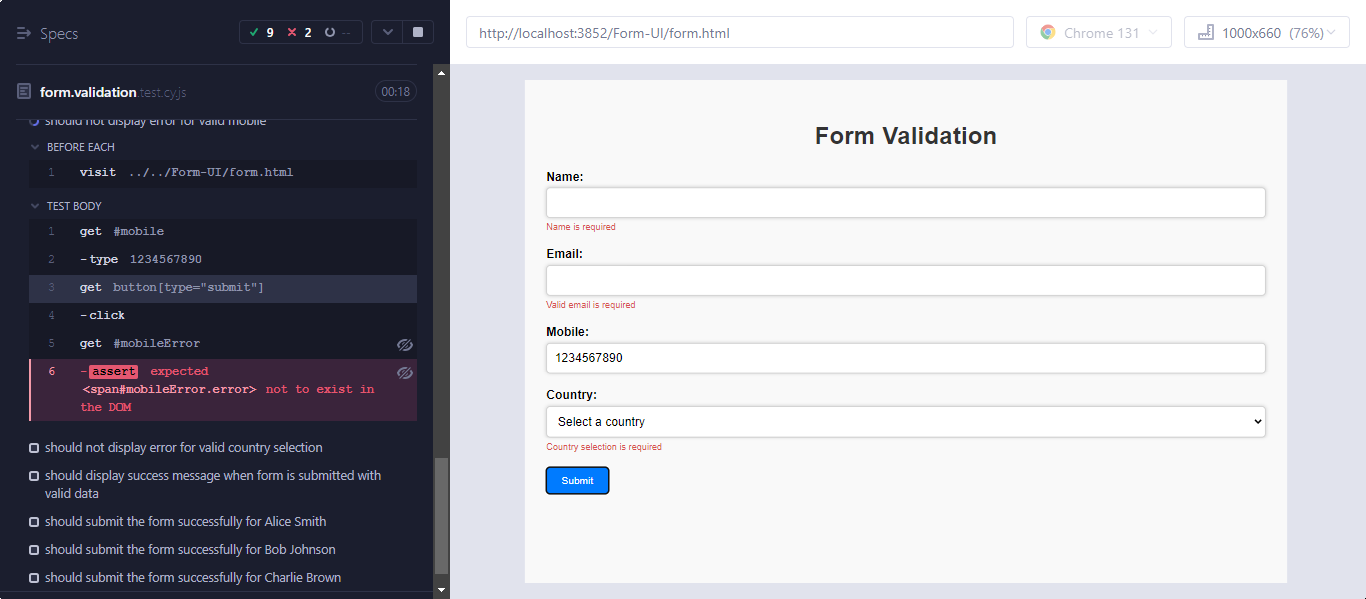 Specs
9 2 --
form.validation.test.cy.js
00:18
should not display error for valid mobile
BEFORE EACH
1 visit ../../Form-UI/form.html
TEST BODY
1 get #mobile
2 -type 1234567890
3 get button[type="submit"]
4 -click
5 get #mobileError
6 -assert expected
<span#mobileError.error> not to exist in
the DOM
should not display error for valid country selection
should display success message when form is submitted with
valid data
should submit the form successfully for Alice Smith
should submit the form successfully for Bob Johnson
should submit the form successfully for Charlie Brown
http://localhost:3852/Form-UI/form.html
Chrome 131
1000x660 (76%)
Form Validation
Name:
Name is required
Email:
Valid email is required
Mobile:
1234567890
Country:
Select a country
Country selection is required
Submit